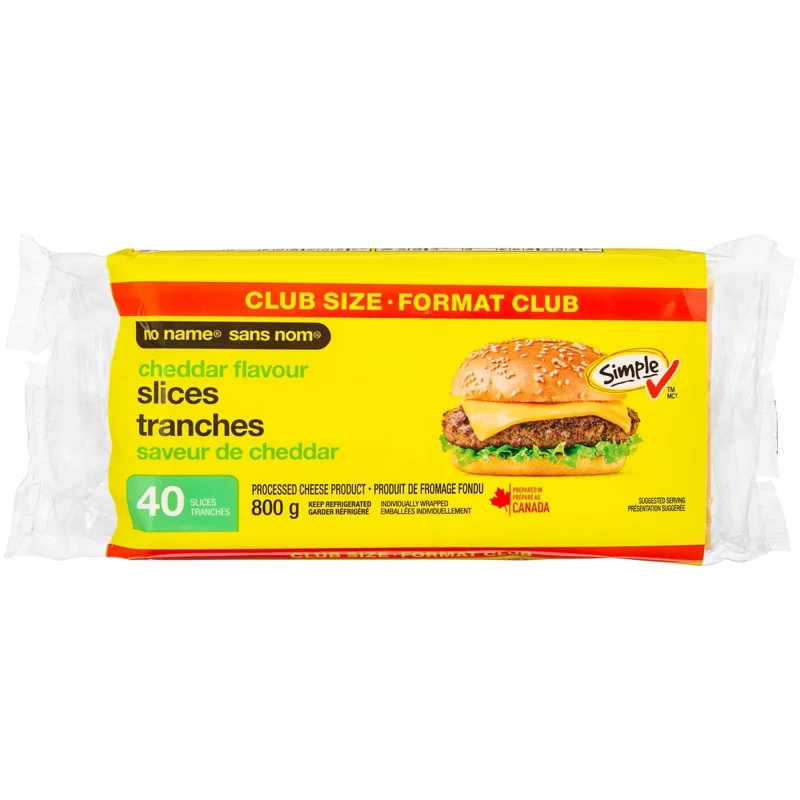 CLUB SIZE · FORMAT CLUB
no name® sans nom®
cheddar flavour
slices
tranches
saveur de cheddar
Simple
TM
MC†
40 SLICES
TRANCHES
PROCESSED CHEESE PRODUCT • PRODUIT DE FROMAGE FONDU
800 g
KEEP REFRIGERATED
GARDER RÉFRIGÉRÉ
INDIVIDUALLY WRAPPED
EMBALLÉES INDIVIDUELLEMENT
PREPARED IN
PRÉPARÉ AU
CANADA
SUGGESTED SERVING
PRÉSENTATION SUGGÉRÉE
CLUB SIZE · FORMAT CLUB